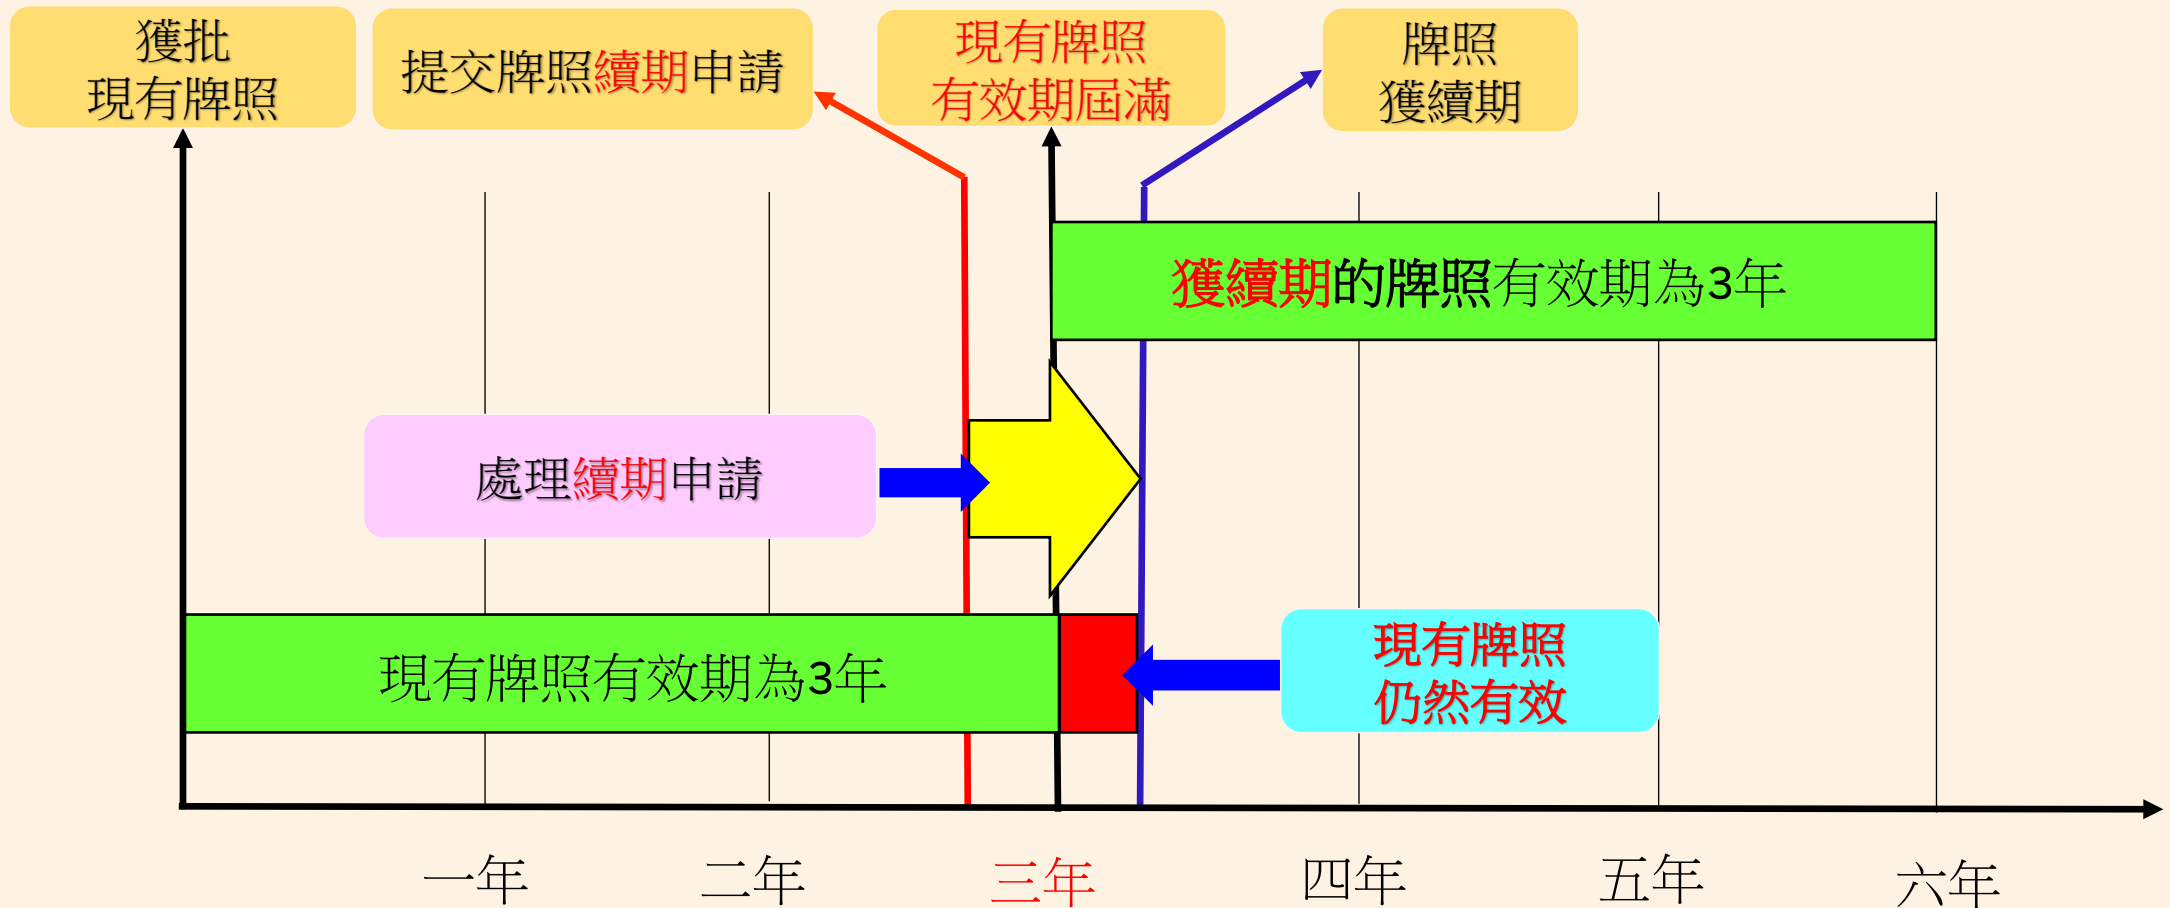 獲批
現有牌照
提交牌照續期申請
現有牌照
有效期屆滿
牌照
獲續期
獲續期的牌照有效期為3年
處理續期申請
現有牌照有效期為3年
現有牌照
仍然有效
一年
二年
三年
四年
五年
六年